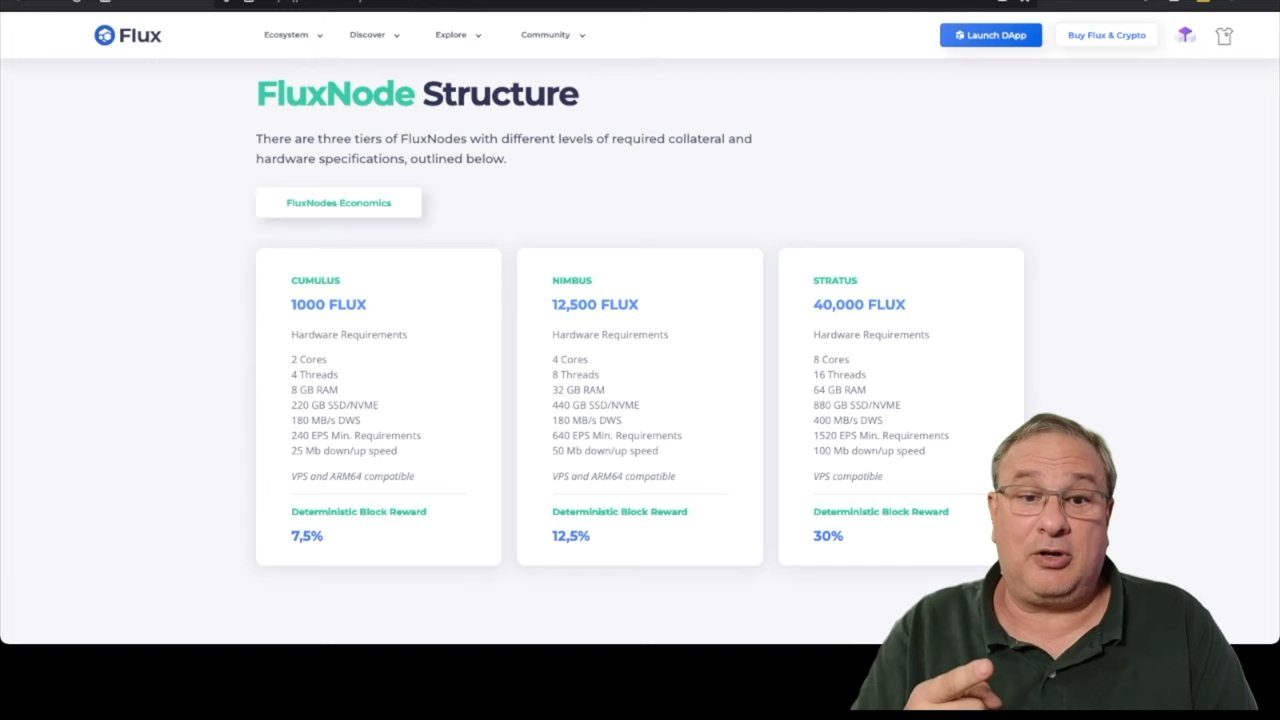 Flux
Ecosystem
Discover
Explore
Community
Launch DApp
Buy Flux & Crypto
FluxNode Structure
There are three tiers of FluxNodes with different levels of required collateral and
hardware specifications, outlined below.
FluxNodes Economics
CUMULUS
1000 FLUX
Hardware Requirements
2 Cores
4 Threads
8 GB RAM
220 GB SSD/NVME
180 MB/s DWS
240 EPS Min. Requirements
25 Mb down/up speed
VPS and ARM64 compatible
Deterministic Block Reward
7,5%
NIMBUS
12,500 FLUX
Hardware Requirements
4 Cores
8 Threads
32 GB RAM
440 GB SSD/NVME
180 MB/s DWS
640 EPS Min. Requirements
50 Mb down/up speed
VPS and ARM64 compatible
Deterministic Block Reward
12,5%
STRATUS
40,000 FLUX
Hardware Requirements
8 Cores
16 Threads
64 GB RAM
880 GB SSD/NVME
400 MB/s DWS
1520 EPS Min. Requirements
100 Mb down/up speed
VPS compatible
Deterministic Block Reward
30%